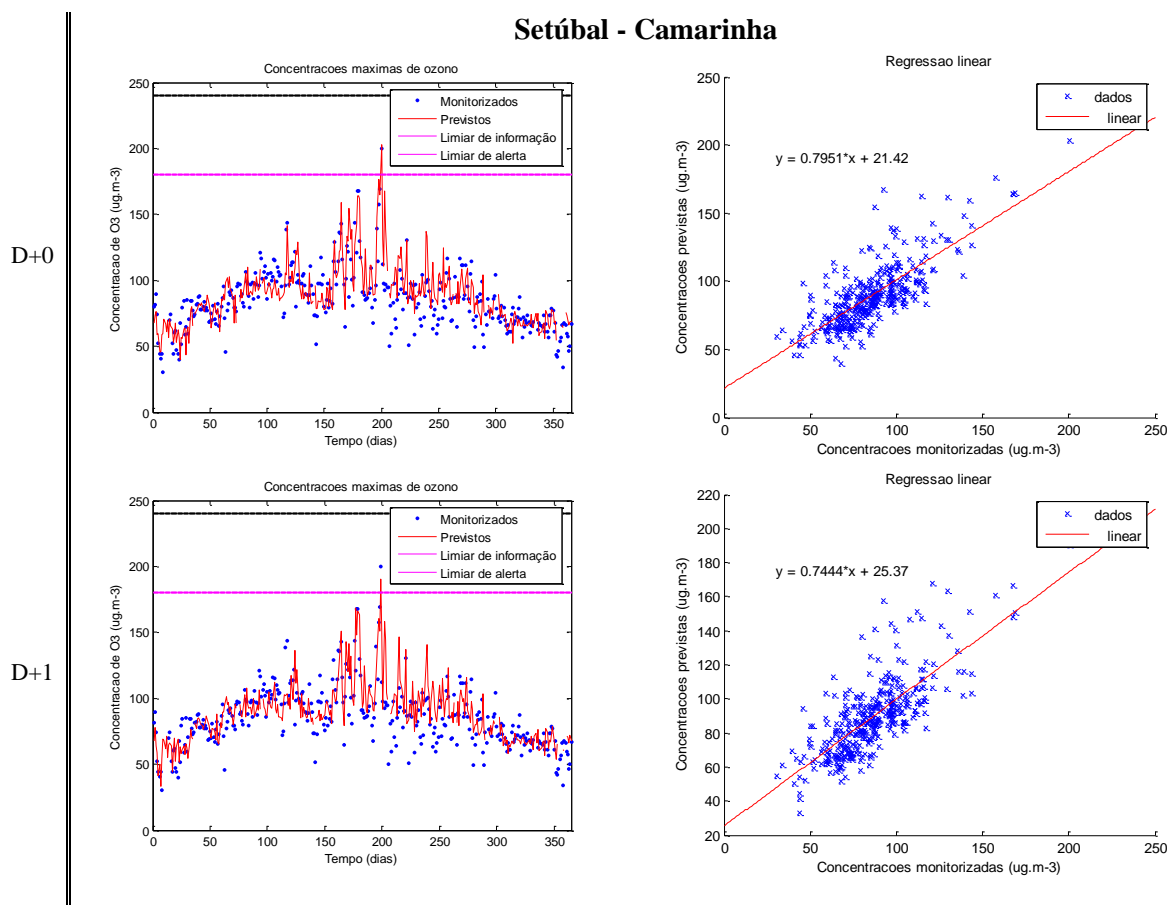 Setúbal - Camarinha
D+0
Concentracoes maximas de ozono
Concentracao de O3 (ug.m-3)
250
200
150
100
50
0
Monitorizados
Previstos
Limiar de informação
Limiar de alerta
0 50 100 150 200 250 300 350
Tempo (dias)
Regressao linear
Concentracoes previstas (ug.m-3)
250
200
150
100
50
0
dados
linear
y = 0.7951*x + 21.42
0 50 100 150 200 250
Concentracoes monitorizadas (ug.m-3)
D+1
Concentracoes maximas de ozono
Concentracao de O3 (ug.m-3)
250
200
150
100
50
0
Monitorizados
Previstos
Limiar de informação
Limiar de alerta
0 50 100 150 200 250 300 350
Tempo (dias)
Regressao linear
Concentracoes previstas (ug.m-3)
220
200
180
160
140
120
100
80
60
40
20
dados
linear
y = 0.7444*x + 25.37
0 50 100 150 200 250
Concentracoes monitorizadas (ug.m-3)